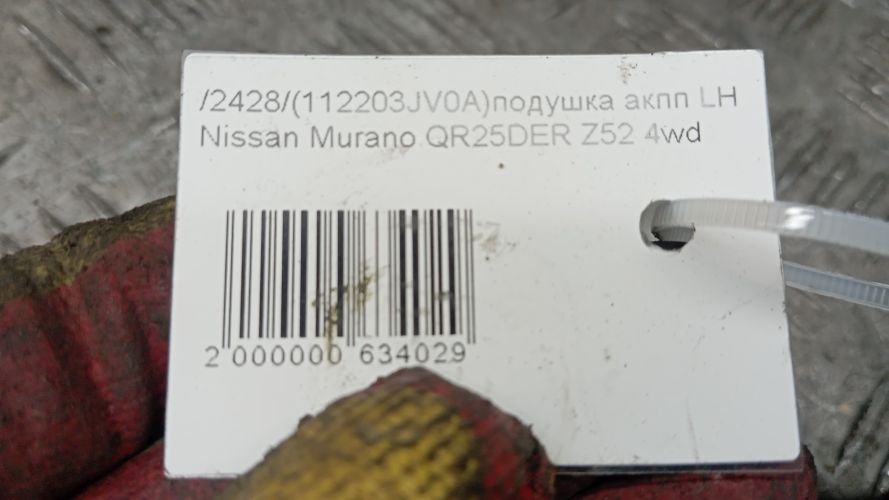 /2428/(112203JV0A)подушка акпп LH
Nissan Murano QR25DER Z52 4wd
2 000000 634029